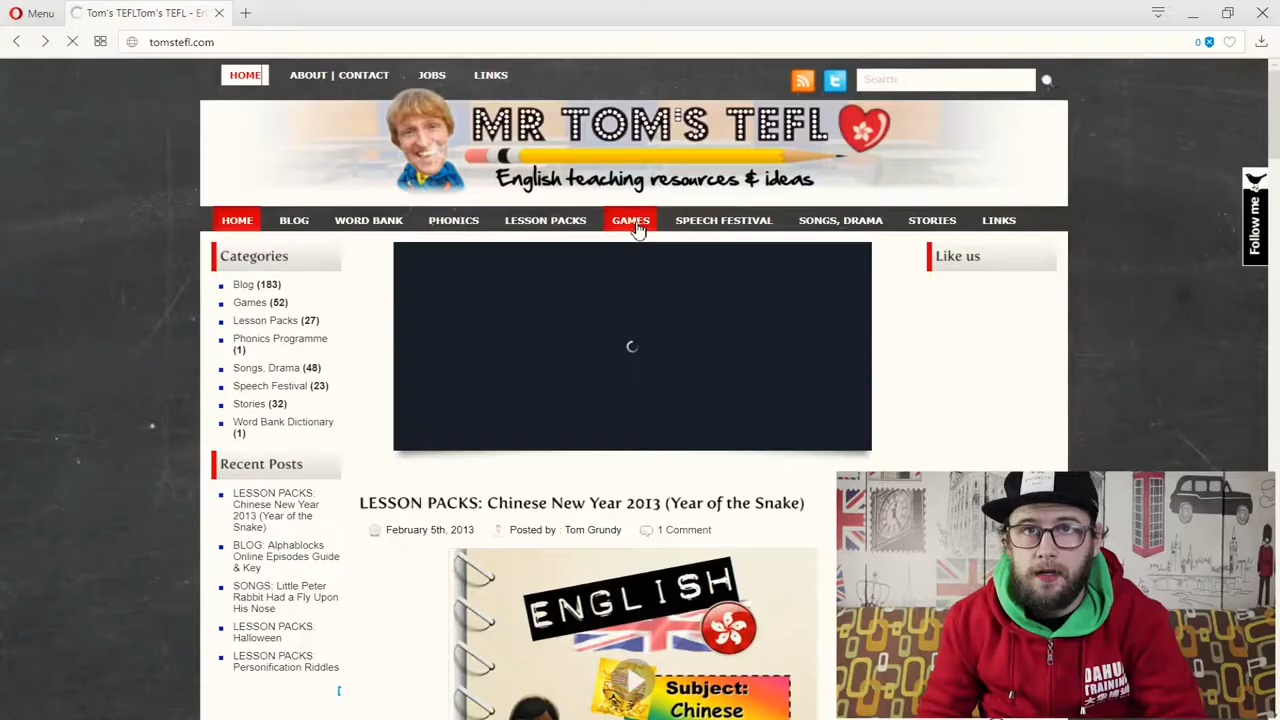 Menu
Tom's TEFLTom's TEFL - En
tomstefl.com
0
HOME
ABOUT | CONTACT
JOBS
LINKS
Search
MR TOM'S TEFL
English teaching resources & ideas
HOME
BLOG
WORD BANK
PHONICS
LESSON PACKS
GAMES
SPEECH FESTIVAL
SONGS, DRAMA
STORIES
LINKS
Follow me
Categories
Blog (183)
Games (52)
Lesson Packs (27)
Phonics Programme
(1)
Songs, Drama (48)
Speech Festival (23)
Stories (32)
Word Bank Dictionary
(1)
Recent Posts
LESSON PACKS:
Chinese New Year
2013 (Year of the
Snake)
BLOG: Alphablocks
Online Episodes Guide
& Key
SONGS: Little Peter
Rabbit Had a Fly Upon
His Nose
LESSON PACKS:
Halloween
LESSON PACKS:
Personification Riddles
Like us
LESSON PACKS: Chinese New Year 2013 (Year of the Snake)
February 5th, 2013
Posted by : Tom Grundy
1 Comment
ENGLISH
Subject:
Chinese
DAHUA
TRAINING